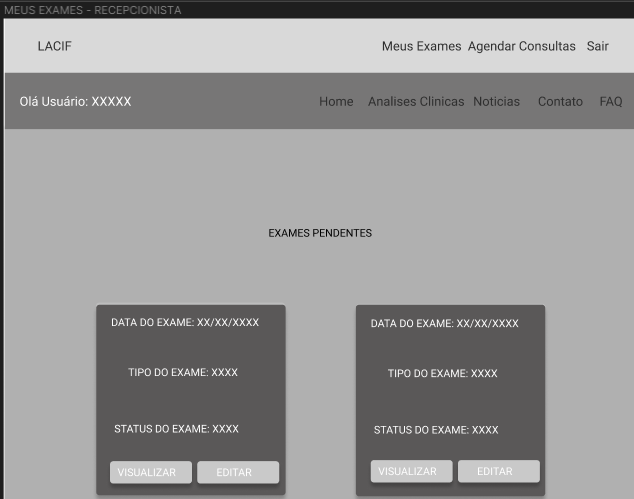 MEUS EXAMES - RECEPCIONISTA
LACIF Meus Exames Agendar Consultas Sair
Olá Usuário: XXXXX Home Analises Clinicas Noticias Contato FAQ
EXAMES PENDENTES
DATA DO EXAME: XX/XX/XXXX
TIPO DO EXAME: XXXX
STATUS DO EXAME: XXXX
VISUALIZAR EDITAR
DATA DO EXAME: XX/XX/XXXX
TIPO DO EXAME: XXXX
STATUS DO EXAME: XXXX
VISUALIZAR EDITAR